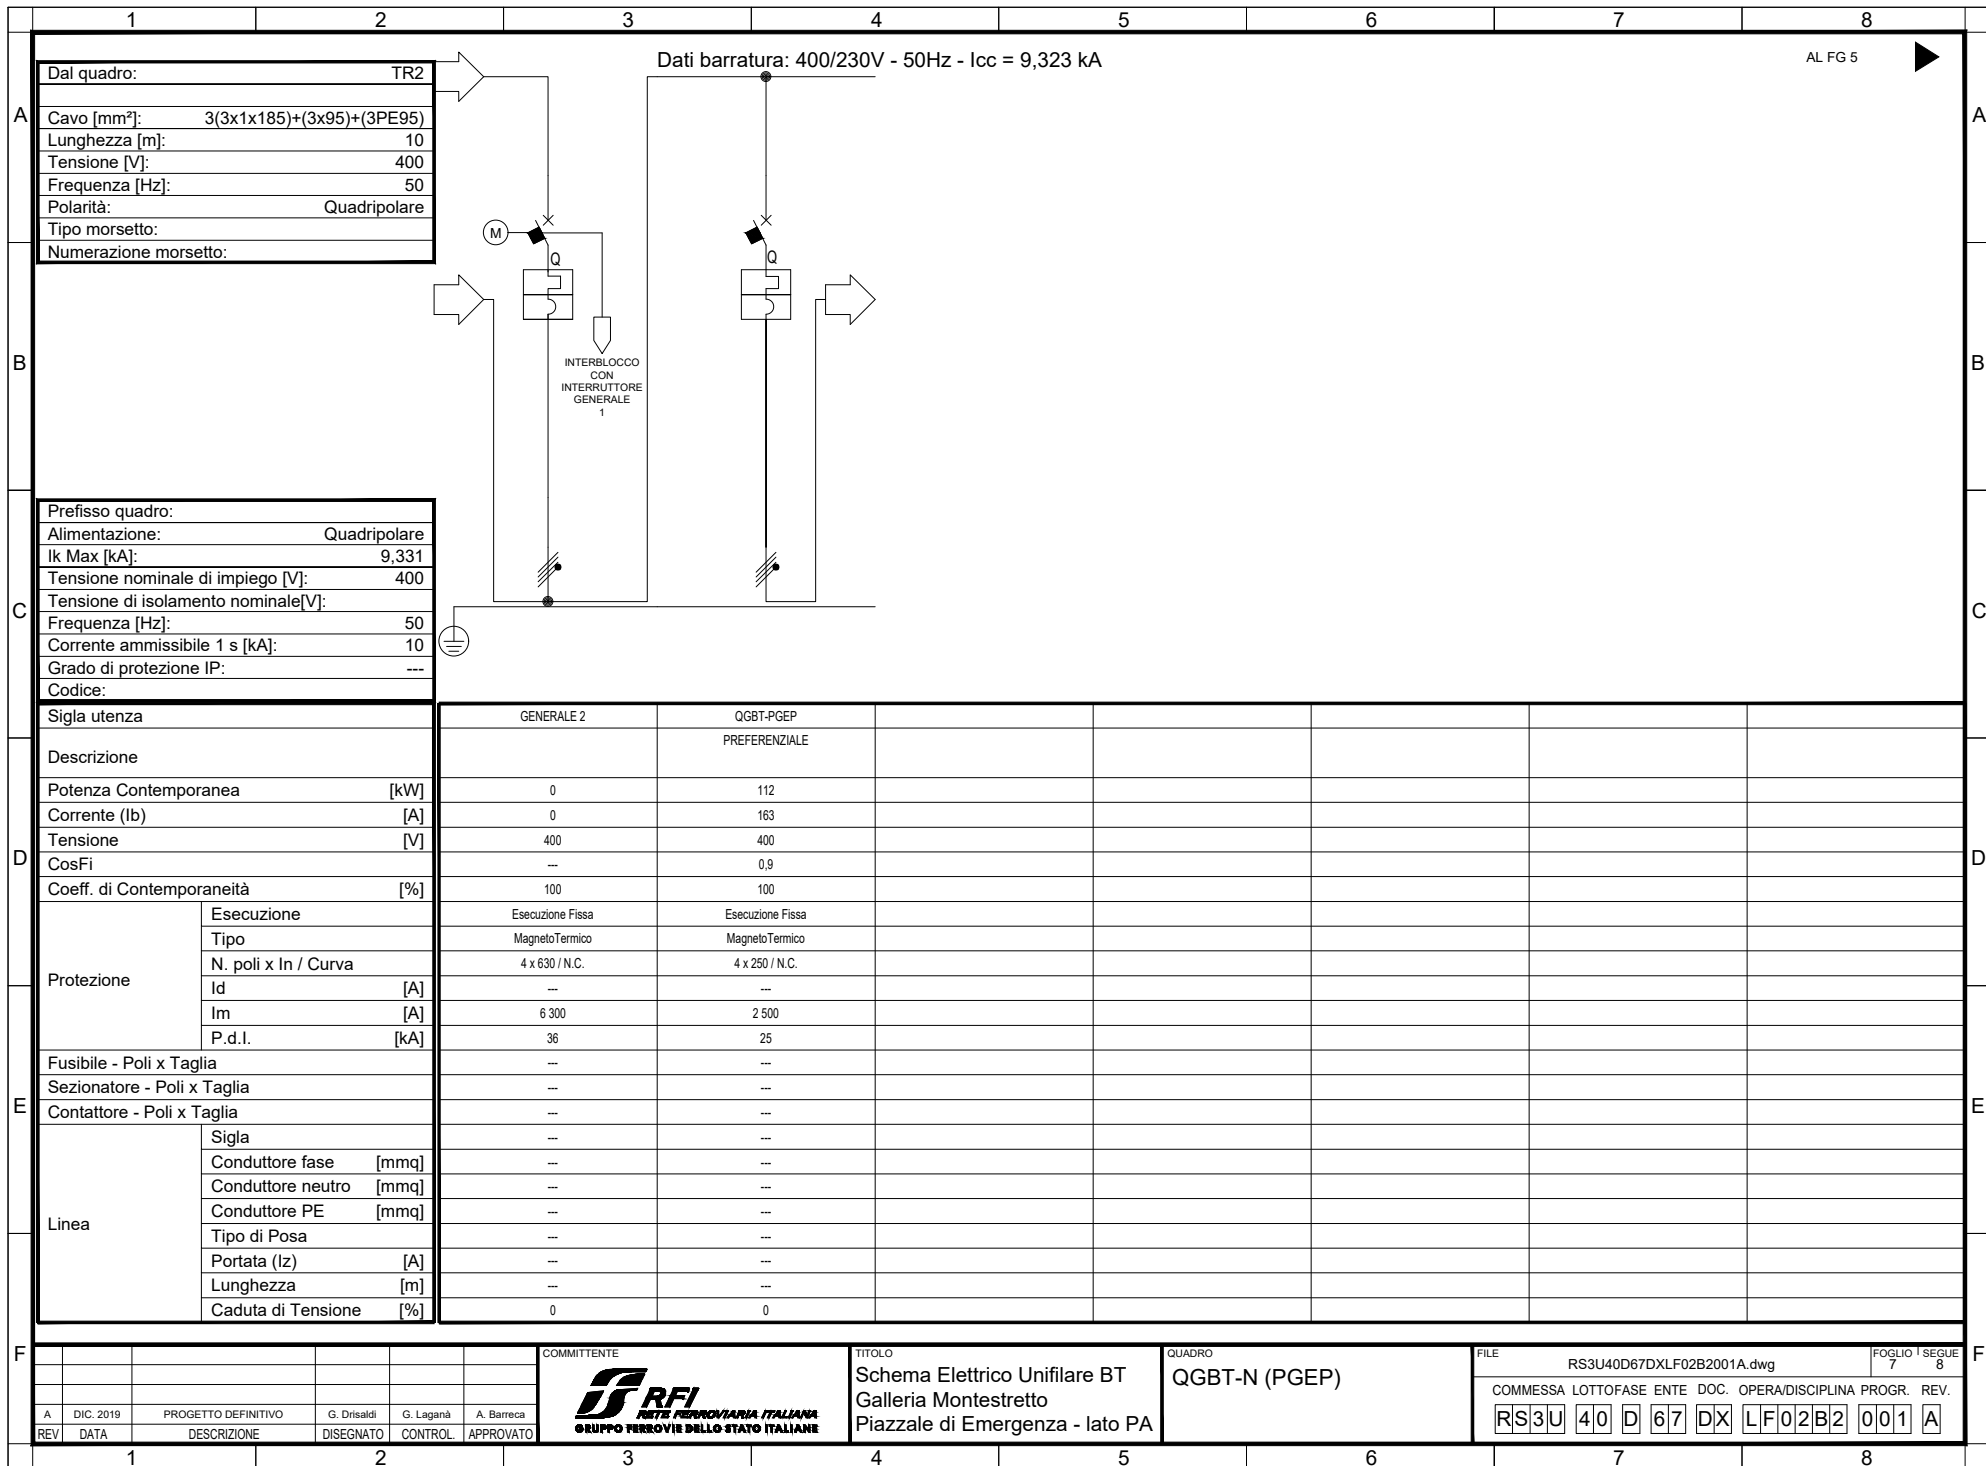 1 2 3 4 5 6 7 8
Dati barratura: 400/230V - 50Hz - Icc = 9,323 kA
AL FG 5
A A
Dal quadro: TR2
Cavo [mm²]: 3(3x1x185)+(3x95)+(3PE95)
Lunghezza [m]: 10
Tensione [V]: 400
Frequenza [Hz]: 50
Polarità: Quadripolare
Tipo morsetto:
Numerazione morsetto:
M
Q Q
B B
INTERBLOCCO
CON
INTERRUTTORE
GENERALE
1
Prefisso quadro:
Alimentazione: Quadripolare
Ik Max [kA]: 9,331
Tensione nominale di impiego [V]: 400
Tensione di isolamento nominale[V]:
C C
Frequenza [Hz]: 50
Corrente ammissibile 1 s [kA]: 10
Grado di protezione IP: ---
Codice:
Sigla utenza GENERALE 2 QGBT-PGEP
Descrizione PREFERENZIALE
Potenza Contemporanea [kW] 0 112
Corrente (Ib) [A] 0 163
Tensione [V] 400 400
D D
CosFi --- 0,9
Coeff. di Contemporaneità [%] 100 100
Protezione
Esecuzione Esecuzione Fissa Esecuzione Fissa
Tipo MagnetoTermico MagnetoTermico
N. poli x In / Curva 4 x 630 / N.C. 4 x 250 / N.C.
Id [A] --- ---
Im [A] 6 300 2 500
P.d.I. [kA] 36 25
Fusibile - Poli x Taglia --- ---
Sezionatore - Poli x Taglia --- ---
E E
Contattore - Poli x Taglia --- ---
Linea
Sigla --- ---
Conduttore fase [mmq] --- ---
Conduttore neutro [mmq] --- ---
Conduttore PE [mmq] --- ---
Tipo di Posa --- ---
Portata (Iz) [A] --- ---
Lunghezza [m] --- ---
Caduta di Tensione [%] 0 0
F F
A DIC. 2019 PROGETTO DEFINITIVO G. Drisaldi G. Laganà A. Barreca
REV DATA DESCRIZIONE DISEGNATO CONTROL. APPROVATO
COMMITTENTE
RFI
RETE FERROVIARIA ITALIANA
GRUPPO FERROVIE DELLO STATO ITALIANE
TITOLO
Schema Elettrico Unifilare BT
Galleria Montestretto
Piazzale di Emergenza - lato PA
QUADRO
QGBT-N (PGEP)
FILE
RS3U40D67DXLF02B2001A.dwg
FOGLIO SEGUE
7 8
COMMESSA LOTTO FASE ENTE DOC. OPERA/DISCIPLINA PROGR. REV.
RS3U 40 D 67 DX LF02B2 001 A
1 2 3 4 5 6 7 8